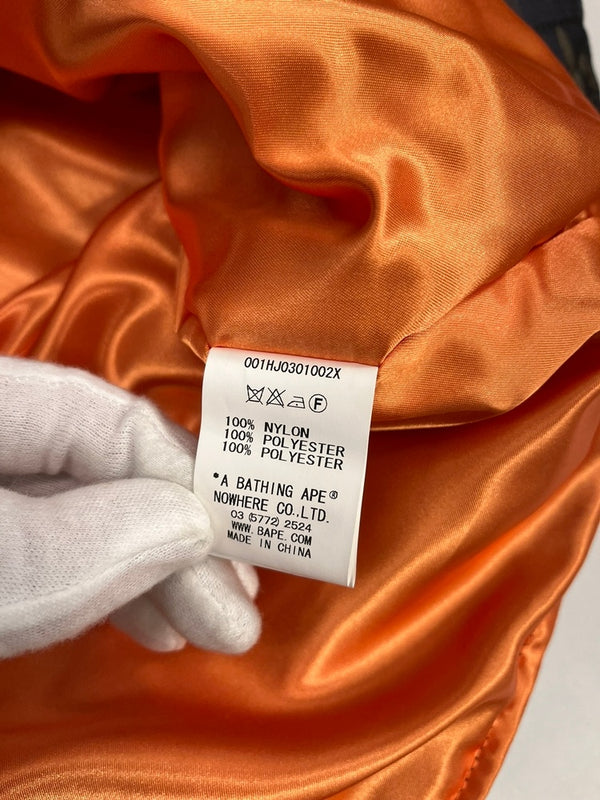 001HJ0301002X
F
100% NYLON
100% POLYESTER
100% POLYESTER
*A BATHING APE®
NOWHERE CO.,LTD.
03 (5772) 2524
WWW.BAPE.COM
MADE IN CHINA